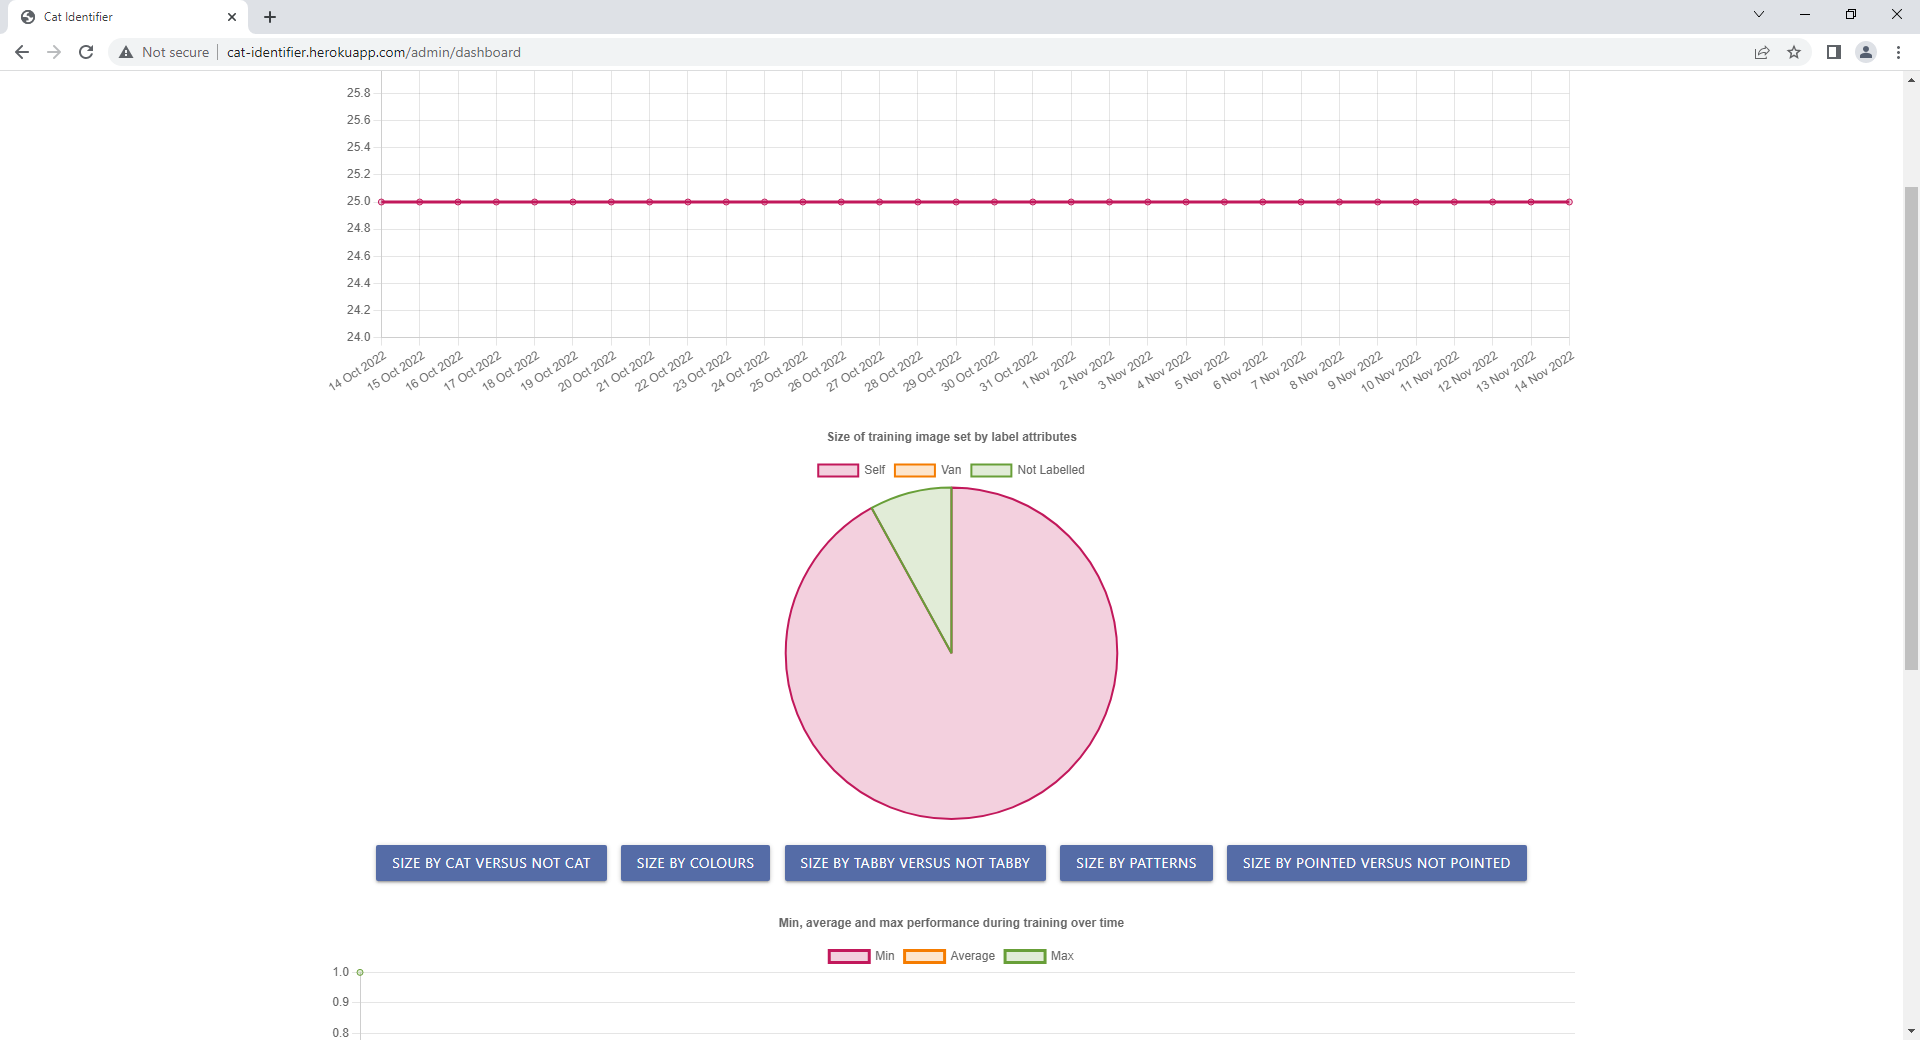 Cat Identifier
Not secure
cat-identifier.herokuapp.com/admin/dashboard
25.8
25.6
25.4
25.2
25.0
24.8
24.6
24.4
24.2
24.0
14 Oct 2022 15 Oct 2022 16 Oct 2022 17 Oct 2022 18 Oct 2022 19 Oct 2022 20 Oct 2022 21 Oct 2022 22 Oct 2022 23 Oct 2022 24 Oct 2022 25 Oct 2022 26 Oct 2022 27 Oct 2022 28 Oct 2022 29 Oct 2022 30 Oct 2022 31 Oct 2022 1 Nov 2022 2 Nov 2022 3 Nov 2022 4 Nov 2022 5 Nov 2022 6 Nov 2022 7 Nov 2022 8 Nov 2022 9 Nov 2022 10 Nov 2022 11 Nov 2022 12 Nov 2022 13 Nov 2022 14 Nov 2022
Size of training image set by label attributes
Self Van Not Labelled
SIZE BY CAT VERSUS NOT CAT SIZE BY COLOURS SIZE BY TABBY VERSUS NOT TABBY SIZE BY PATTERNS SIZE BY POINTED VERSUS NOT POINTED
Min, average and max performance during training over time
Min Average Max
1.0
0.9
0.8